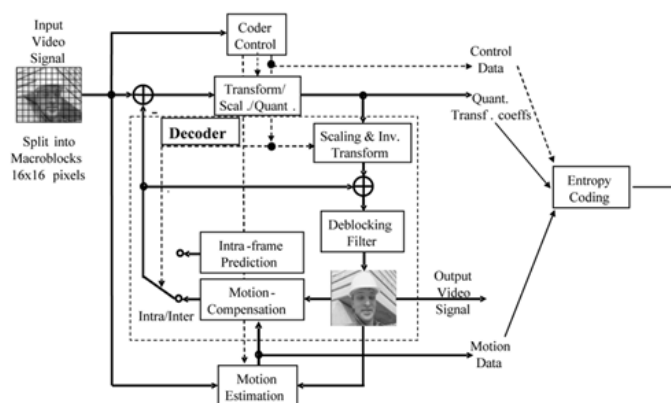 Input
Video
Signal
Split into
Macroblocks
16x16 pixels
Coder
Control
Transform/
Scal ./Quant .
-
Decoder
Scaling & Inv.
Transform
Deblocking
Filter
Intra-frame
Prediction
Motion-
Compensation
Intra/Inter
Motion
Estimation
Control
Data
Quant.
Transf . coeffs
Output
Video
Signal
Motion
Data
Entropy
Coding